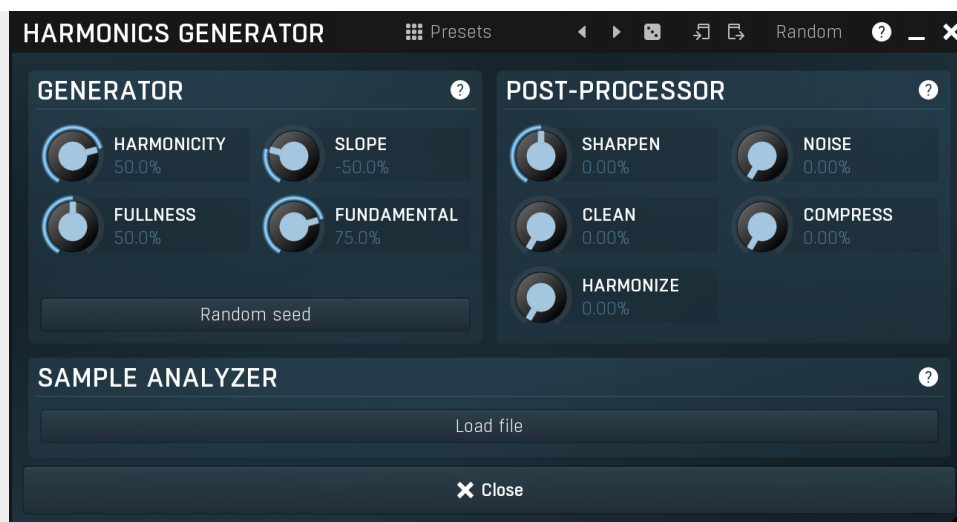 HARMONICS GENERATOR Presets Random ?
GENERATOR ?
HARMONICITY
50.0%
SLOPE
-50.0%
FULLNESS
50.0%
FUNDAMENTAL
75.0%
Random seed
POST-PROCESSOR ?
SHARPEN
0.00%
NOISE
0.00%
CLEAN
0.00%
COMPRESS
0.00%
HARMONIZE
0.00%
SAMPLE ANALYZER ?
Load file
Close